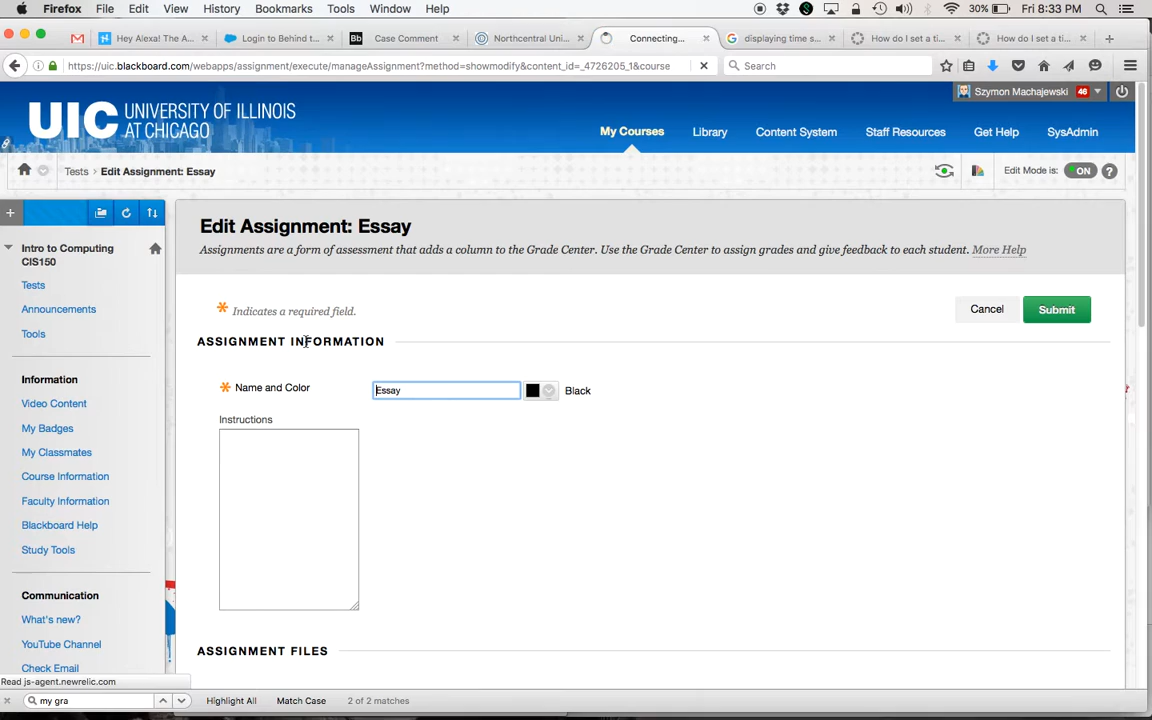 Firefox File Edit View History Bookmarks Tools Window Help 30% Fri 8:33 PM
Hey Alexa! The A... Login to Behind t... Bb Case Comment Northcentral Uni... Connecting... displaying time s... How do I set a ti... How do I set a ti...
https://uic.blackboard.com/webapps/assignment/execute/manageAssignment?method=showmodify&content_id=_4726205_1&course Search
Szymon Machajewski 46
UIC UNIVERSITY OF ILLINOIS
AT CHICAGO
My Courses Library Content System Staff Resources Get Help SysAdmin
Tests Edit Assignment: Essay Edit Mode is: ON ?
Edit Assignment: Essay
Assignments are a form of assessment that adds a column to the Grade Center. Use the Grade Center to assign grades and give feedback to each student. More Help
Intro to Computing
CIS150
Tests
Announcements
Tools
Information
Video Content
My Badges
My Classmates
Course Information
Faculty Information
Blackboard Help
Study Tools
Communication
What's new?
YouTube Channel
Check Email
* Indicates a required field.
Cancel Submit
ASSIGNMENT INFORMATION
* Name and Color Essay Black
Instructions
ASSIGNMENT FILES
Read js-agent.newrelic.com
my gra Highlight All Match Case 2 of 2 matches